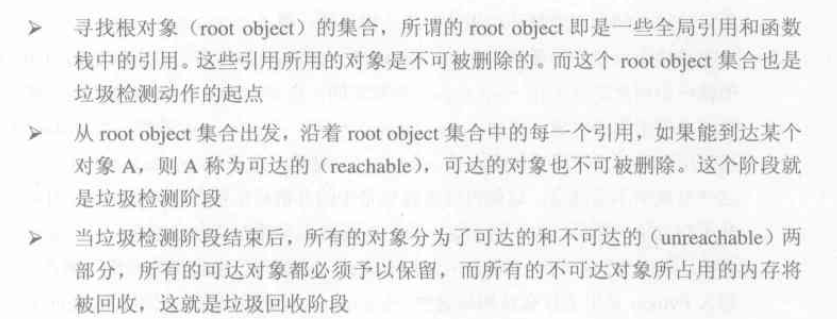 ➢ 寻找根对象（root object）的集合，所谓的 root object 即是一些全局引用和函数
栈中的引用。这些引用所用的对象是不可被删除的。而这个 root object 集合也是
垃圾检测动作的起点
➢ 从 root object 集合出发，沿着 root object 集合中的每一个引用，如果能到达某个
对象 A，则 A 称为可达的（reachable），可达的对象也不可被删除。这个阶段就
是垃圾检测阶段
➢ 当垃圾检测阶段结束后，所有的对象分为了可达的和不可达的（unreachable）两
部分，所有的可达对象都必须予以保留，而所有的不可达对象所占用的内存将
被回收，这就是垃圾回收阶段